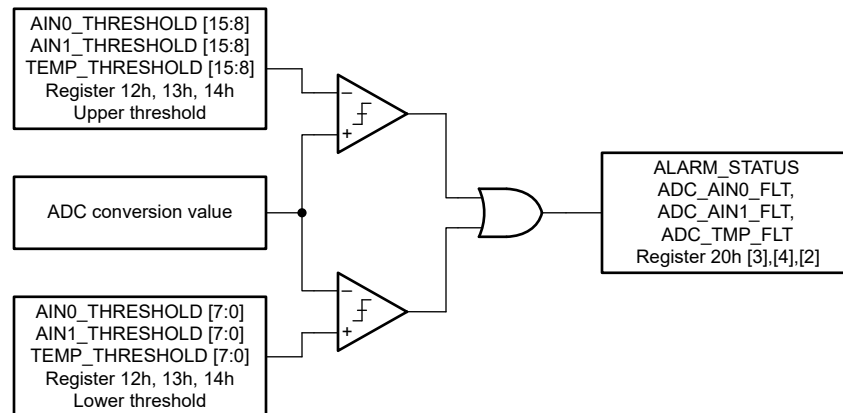 AIN0_THRESHOLD [15:8]
AIN1_THRESHOLD [15:8]
TEMP_THRESHOLD [15:8]
Register 12h, 13h, 14h
Upper threshold
−
+
ADC conversion value
ALARM_STATUS
ADC_AIN0_FLT,
ADC_AIN1_FLT,
ADC_TMP_FLT
Register 20h [3],[4],[2]
−
+
AIN0_THRESHOLD [7:0]
AIN1_THRESHOLD [7:0]
TEMP_THRESHOLD [7:0]
Register 12h, 13h, 14h
Lower threshold